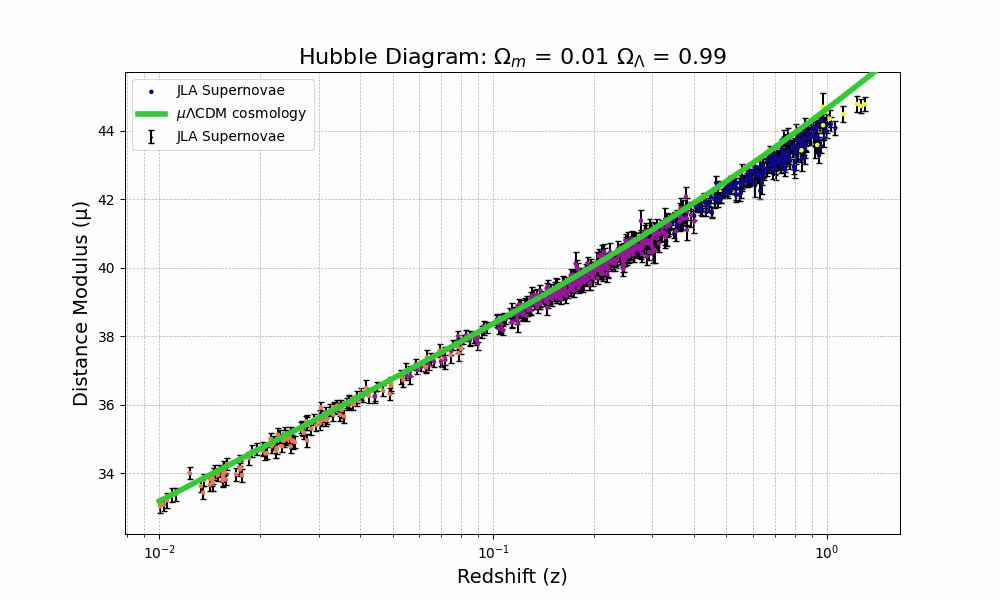 Hubble Diagram: Ωm = 0.01 ΩΛ = 0.99
JLA Supernovae
μΛCDM cosmology
JLA Supernovae
44
42
40
38
36
34
Distance Modulus (μ)
10⁻² 10⁻¹ 10⁰
Redshift (z)